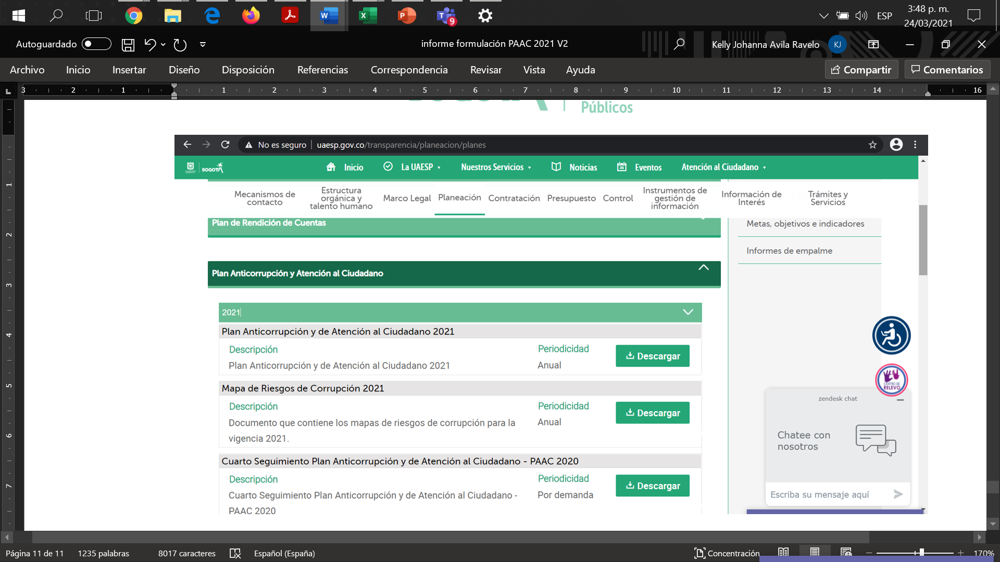 3:48 p. m.
ESP
24/03/2021
9
Autoguardado
informe formulación PAAC 2021 V2
Kelly Johanna Avila Ravelo
KJ
Archivo Inicio Insertar Diseño Disposición Referencias Correspondencia Revisar Vista Ayuda Compartir Comentarios
3 2 1 1 2 3 4 5 6 7 8 9 10 11 12 13 14 16
Públicos
No es seguro | uaesp.gov.co/transparencia/planeacion/planes
BOGOTÁ Inicio La UAESP Nuestros Servicios Noticias Eventos Atención al Ciudadano
Mecanismos de contacto
Estructura orgánica y talento humano
Marco Legal
Planeación
Contratación
Presupuesto
Control
Instrumentos de gestión de información
Información de Interés
Trámites y Servicios
Plan de Rendición de Cuentas
Metas, objetivos e indicadores
Informes de empalme
Plan Anticorrupción y Atención al Ciudadano
2021
Plan Anticorrupción y de Atención al Ciudadano 2021
Descripción Periodicidad
Plan Anticorrupción y de Atención al Ciudadano 2021 Anual
Descargar
Mapa de Riesgos de Corrupción 2021
Descripción Periodicidad
Documento que contiene los mapas de riesgos de corrupción para la Anual
vigencia 2021.
Descargar
Cuarto Seguimiento Plan Anticorrupción y de Atención al Ciudadano - PAAC 2020
Descripción Periodicidad
Cuarto Seguimiento Plan Anticorrupción y de Atención al Ciudadano - Por demanda
PAAC 2020
Descargar
CENTRO DE
RELEVO
zendesk chat
Chatee con
nosotros
Escriba su mensaje aquí
1
2
3
4
5
6
7
Página 11 de 11 1235 palabras 8017 caracteres Español (España) Concentración 170%